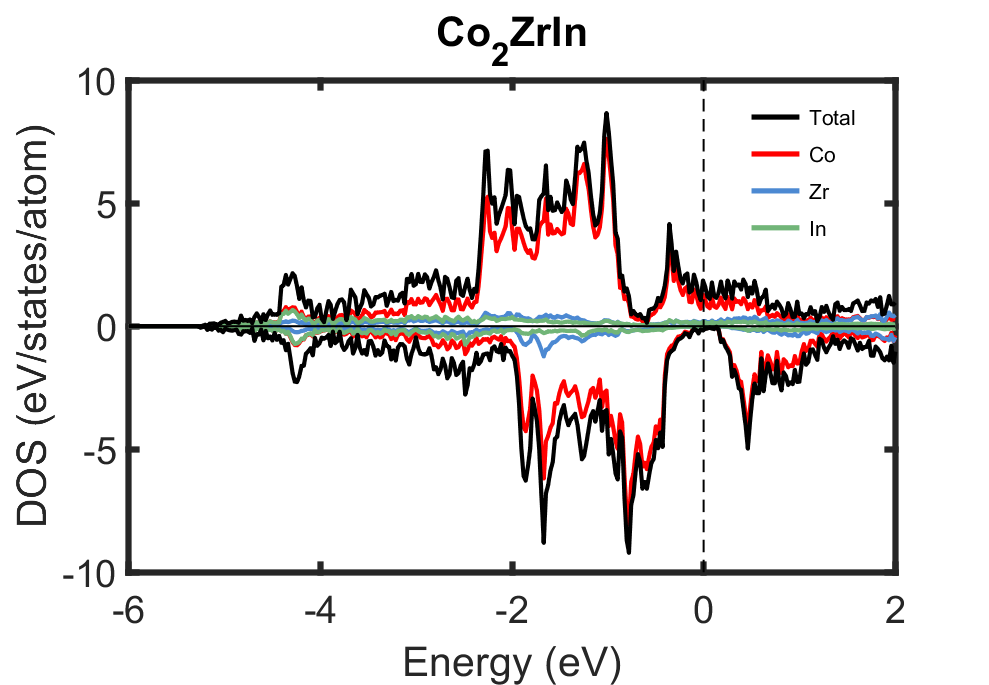 Co₂ZrIn
10
5
0
-5
-10
DOS (eV/states/atom)
Total
Co
Zr
In
-6 -4 -2 0 2
Energy (eV)